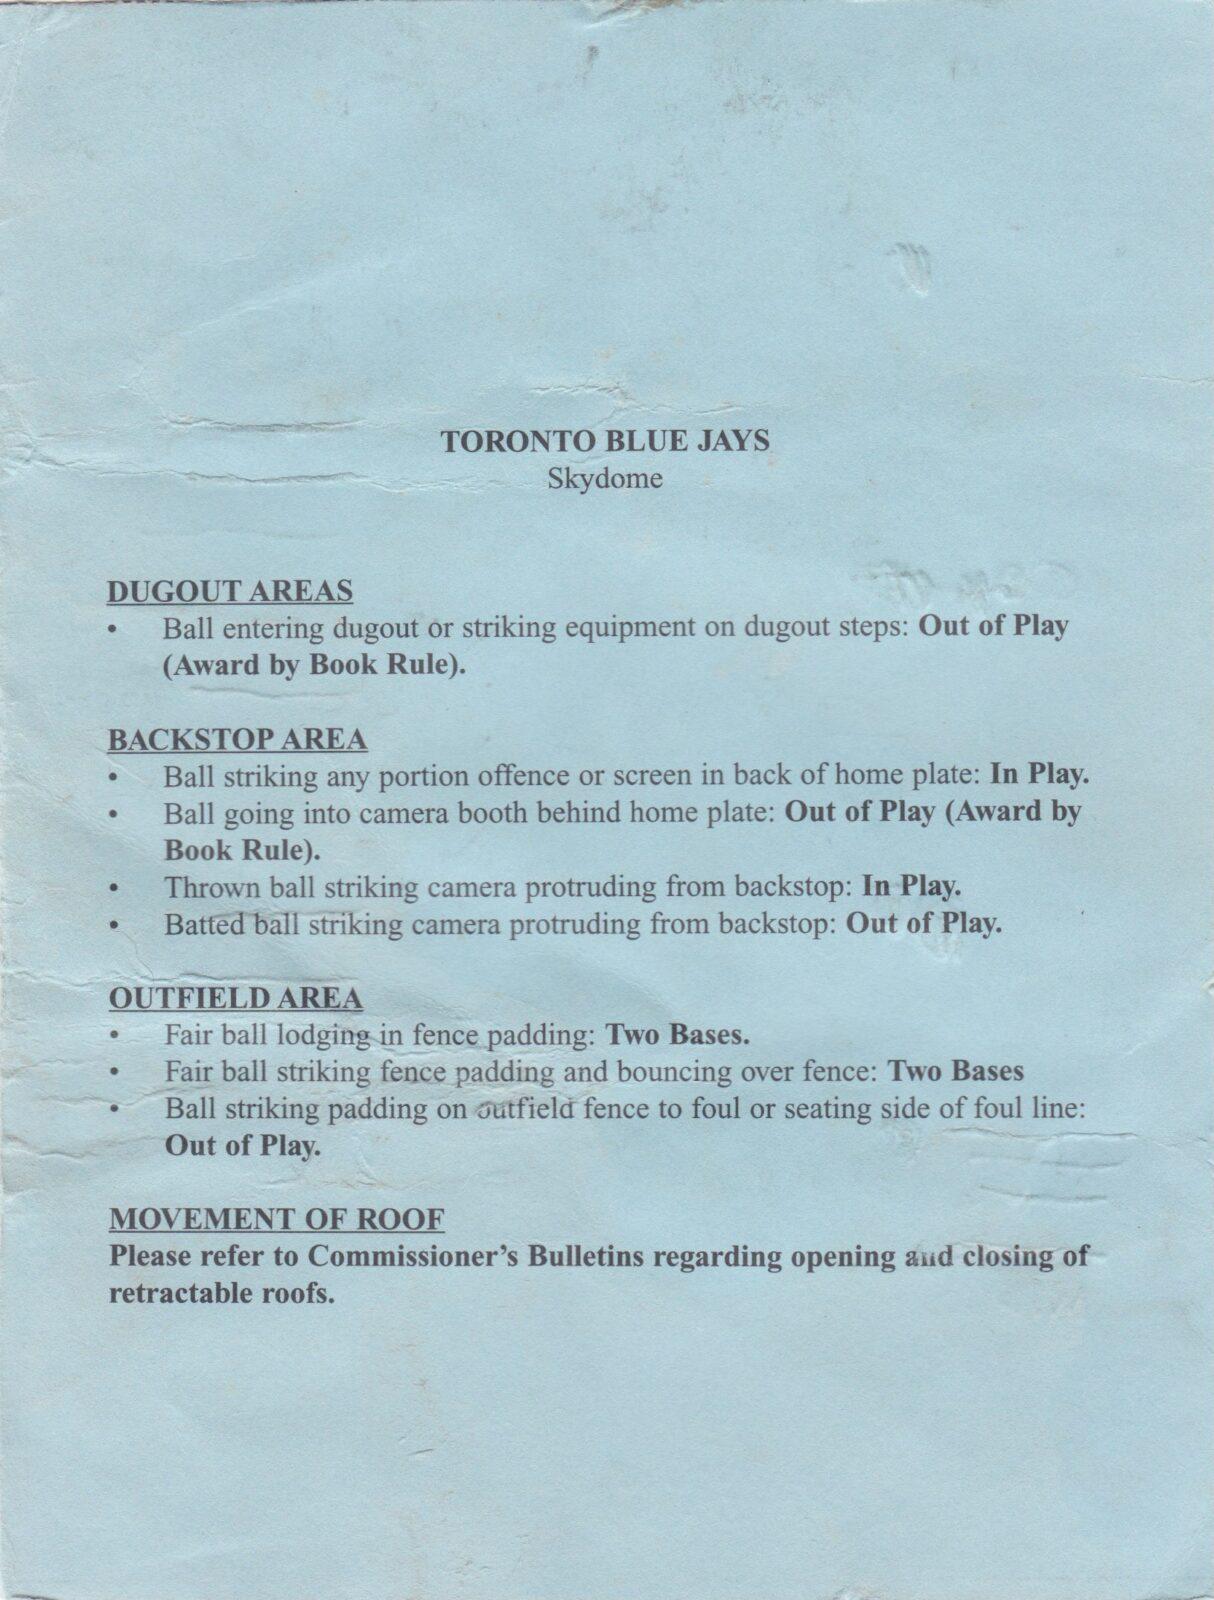 TORONTO BLUE JAYS
Skydome
DUGOUT AREAS
• Ball entering dugout or striking equipment on dugout steps: Out of Play
(Award by Book Rule).
BACKSTOP AREA
• Ball striking any portion offence or screen in back of home plate: In Play.
• Ball going into camera booth behind home plate: Out of Play (Award by
Book Rule).
• Thrown ball striking camera protruding from backstop: In Play.
• Batted ball striking camera protruding from backstop: Out of Play.
OUTFIELD AREA
• Fair ball lodging in fence padding: Two Bases.
• Fair ball striking fence padding and bouncing over fence: Two Bases
• Ball striking padding on outfield fence to foul or seating side of foul line:
Out of Play.
MOVEMENT OF ROOF
Please refer to Commissioner’s Bulletins regarding opening and closing of
retractable roofs.